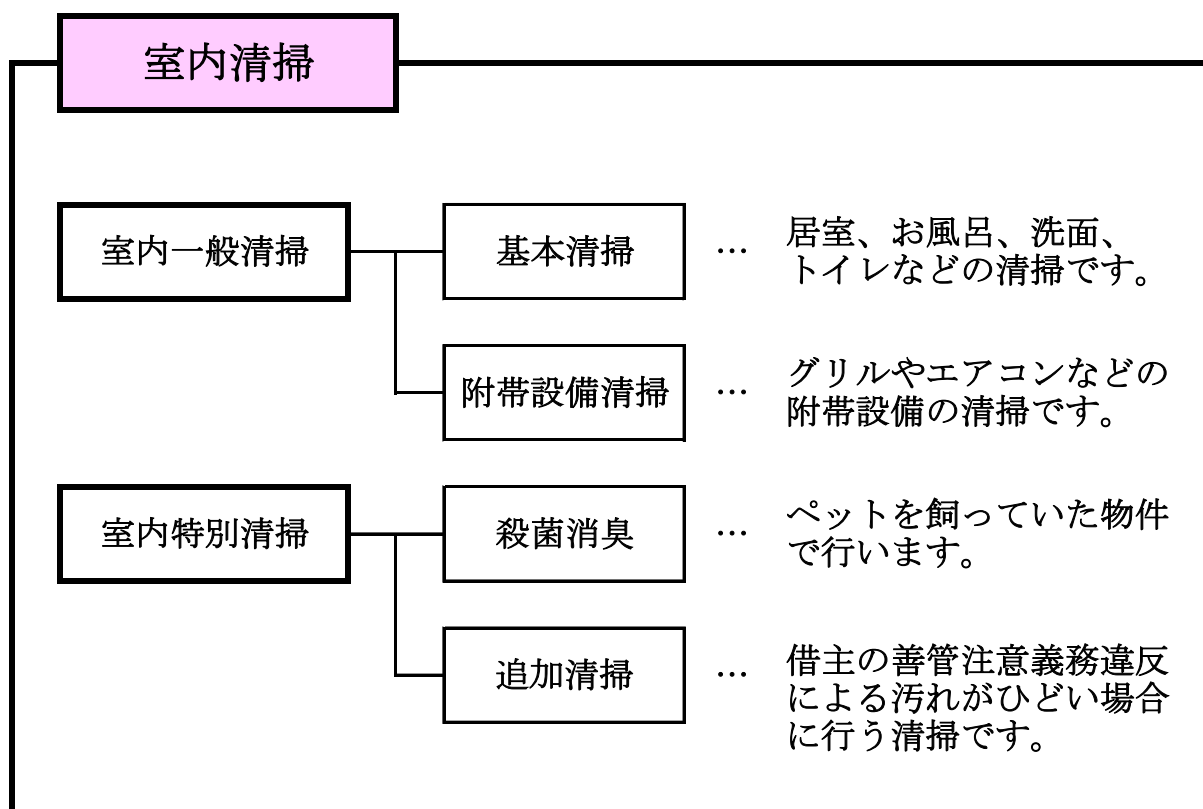 室内清掃
室内一般清掃
基本清掃
…
居室、お風呂、洗面、
トイレなどの清掃です。
附帯設備清掃
…
グリルやエアコンなどの
附帯設備の清掃です。
室内特別清掃
殺菌消臭
…
ペットを飼っていた物件
で行います。
追加清掃
…
借主の善管注意義務違反
による汚れがひどい場合
に行う清掃です。